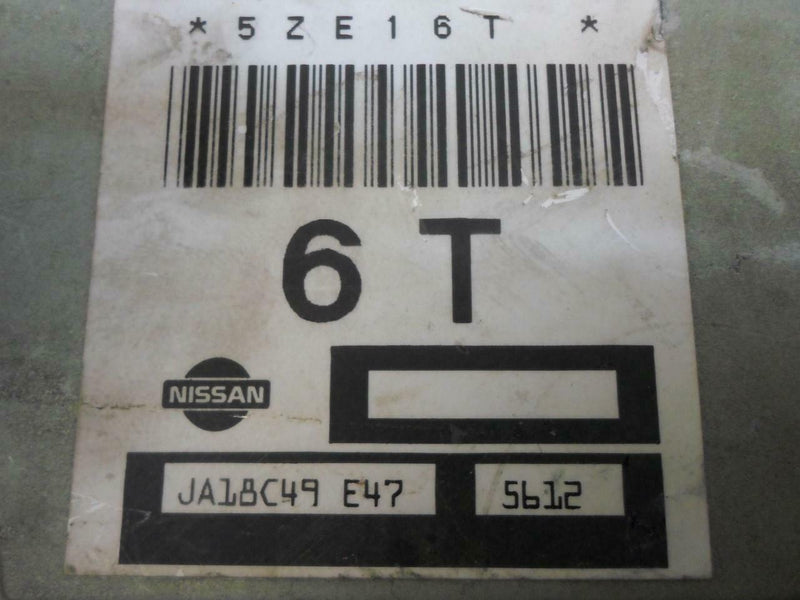 * 5 Z E 1 6 T *
6 T
NISSAN
JA18C49 E47 5612